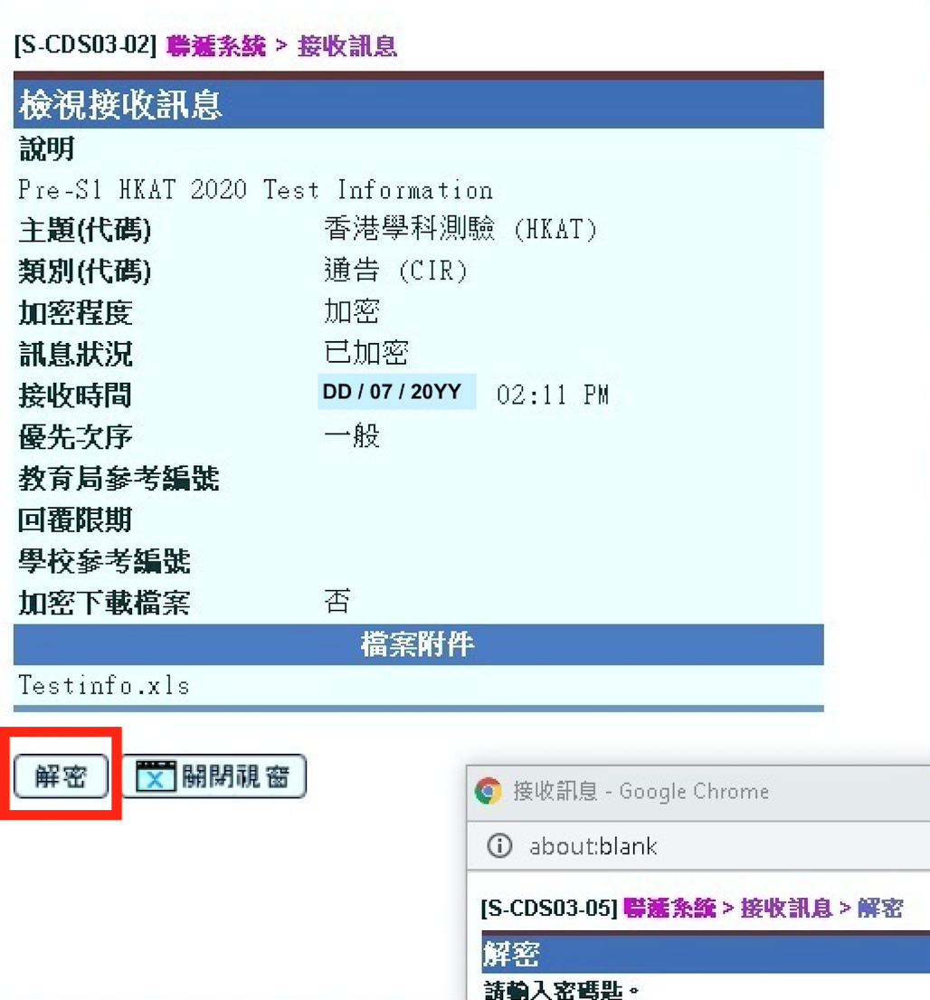 [S-CDS03-02] 聯遞系統 > 接收訊息
檢視接收訊息
說明
Pre-S1 HKAT 2020 Test Information
主題(代碼) 香港學科測驗 (HKAT)
類別(代碼) 通告 (CIR)
加密程度 加密
訊息狀況 已加密
接收時間 DD / 07 / 20YY 02:11 PM
優先次序 一般
教育局參考編號
回覆限期
學校參考編號
加密下載檔案 否
檔案附件
Testinfo.xls
解密 關閉視窗
接收訊息 - Google Chrome
about:blank
[S-CDS03-05] 聯遞系統 > 接收訊息 > 解密
解密
請輸入密碼匙。